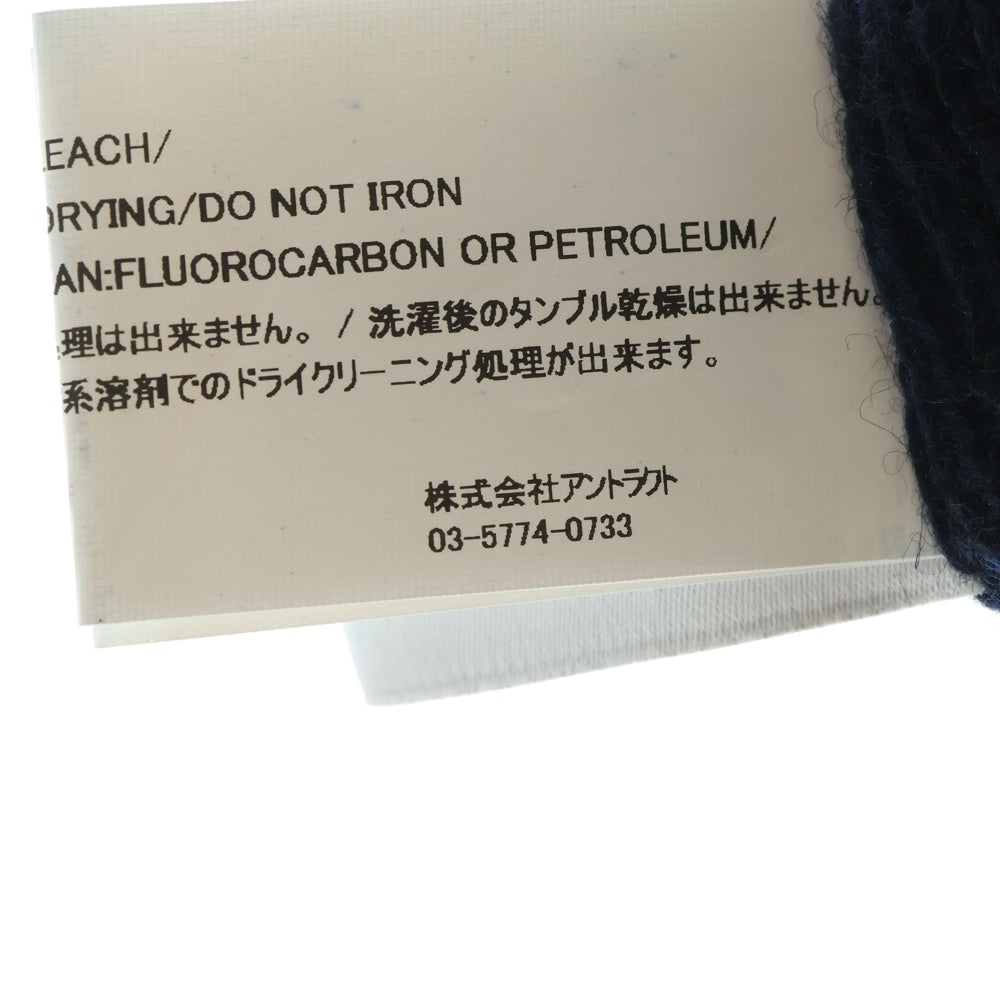 LEACH/
DRYING/DO NOT IRON
AN:FLUOROCARBON OR PETROLEUM/
処理は出来ません。/洗濯後のタンブル乾燥は出来ません。
系溶剤でのドライクリーニング処理が出来ます。
株式会社アントラクト
03-5774-0733